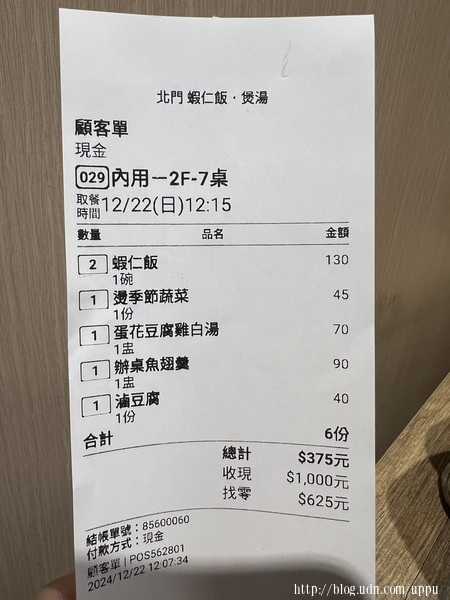 北門 蝦仁飯・煲湯
顧客單
現金
029 內用－2F-7桌
取餐時間 12/22(日)12:15
數量 品名 金額
2 蝦仁飯 130
1碗
1 燙季節蔬菜 45
1份
1 蛋花豆腐雞白湯 70
1盅
1 辦桌魚翅羹 90
1盅
1 滷豆腐 40
1份
合計 6份
總計 $375元
收現 $1,000元
找零 $625元
結帳單號：85600060
付款方式：現金
顧客單 | POS562801
2024/12/22 12:07:34
http://blog.udn.com/uppu